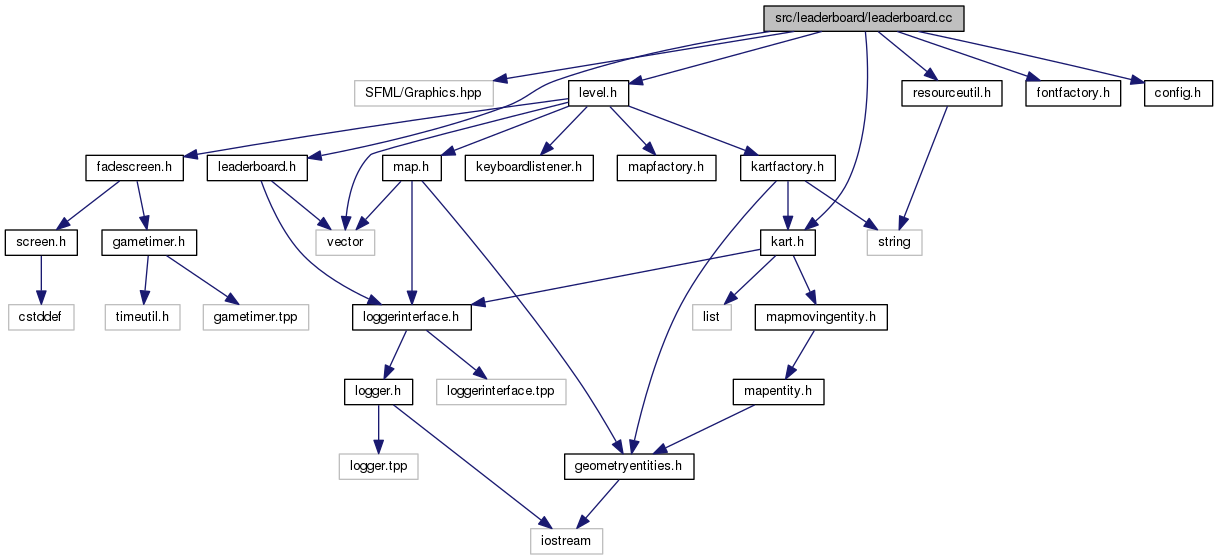 src/leaderboard/leaderboard.cc
SFML/Graphics.hpp
level.h
resourceutil.h
fontfactory.h
config.h
fadescreen.h
leaderboard.h
map.h
keyboardlistener.h
mapfactory.h
kartfactory.h
screen.h
gametimer.h
vector
kart.h
string
cstddef
timeutil.h
gametimer.tpp
loggerinterface.h
list
mapmovingentity.h
logger.h
loggerinterface.tpp
mapentity.h
logger.tpp
geometryentities.h
iostream